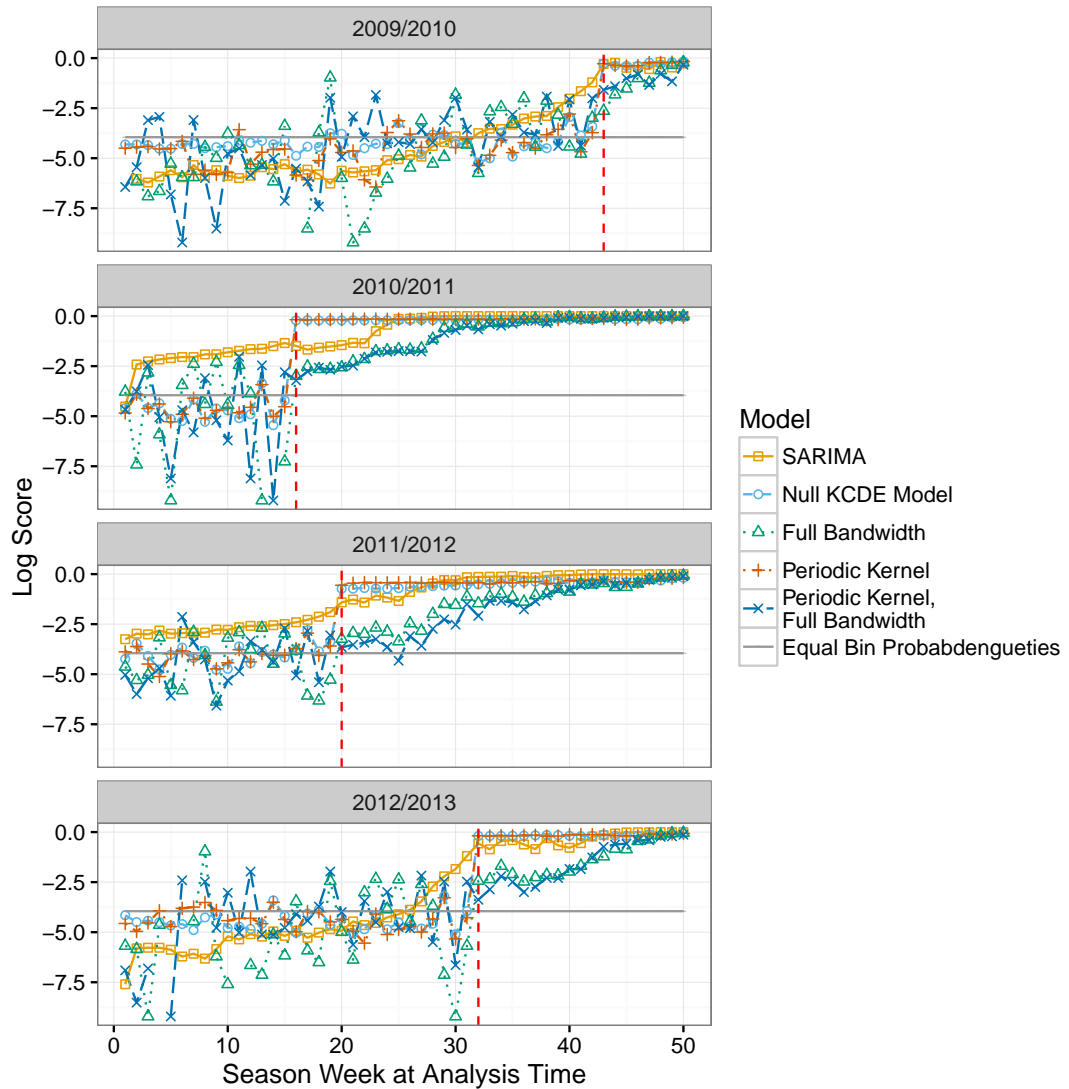 2009/2010
0.0
−2.5
−5.0
−7.5
2010/2011
0.0
−2.5
−5.0
−7.5
2011/2012
0.0
−2.5
−5.0
−7.5
2012/2013
0.0
−2.5
−5.0
−7.5
0 10 20 30 40 50
Season Week at Analysis Time
Log Score
Model
SARIMA
Null KCDE Model
Full Bandwidth
Periodic Kernel
Periodic Kernel,
Full Bandwidth
Equal Bin Probabdengueties